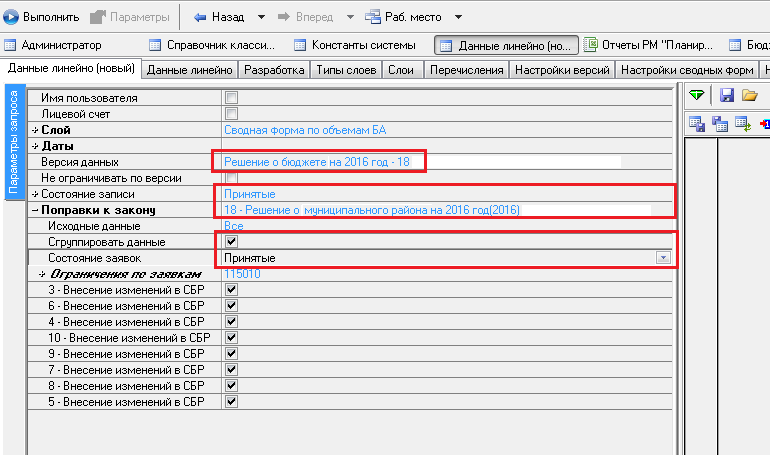 Выполнить Параметры Назад Вперед Раб. место
Администратор Справочник класси... Константы системы Данные линейно (но... Отчеты РМ "Планир... Бюд
Данные линейно (новый) Данные линейно Разработка Типы слоев Слои Перечисления Настройки версий Настройки сводных форм Н
Параметры запроса
Имя пользователя
Лицевой счет
Слой Сводная форма по объемам БА
Даты
Версия данных Решение о бюджете на 2016 год - 18
Не ограничивать по версии
Состояние записи Принятые
Поправки к закону 18 - Решение о муниципального района на 2016 год(2016)
Исходные данные Все
Сгруппировать данные
Состояние заявок Принятые
Ограничения по заявкам 115010
3 - Внесение изменений в СБР
6 - Внесение изменений в СБР
4 - Внесение изменений в СБР
10 - Внесение изменений в СБР
9 - Внесение изменений в СБР
7 - Внесение изменений в СБР
8 - Внесение изменений в СБР
5 - Внесение изменений в СБР